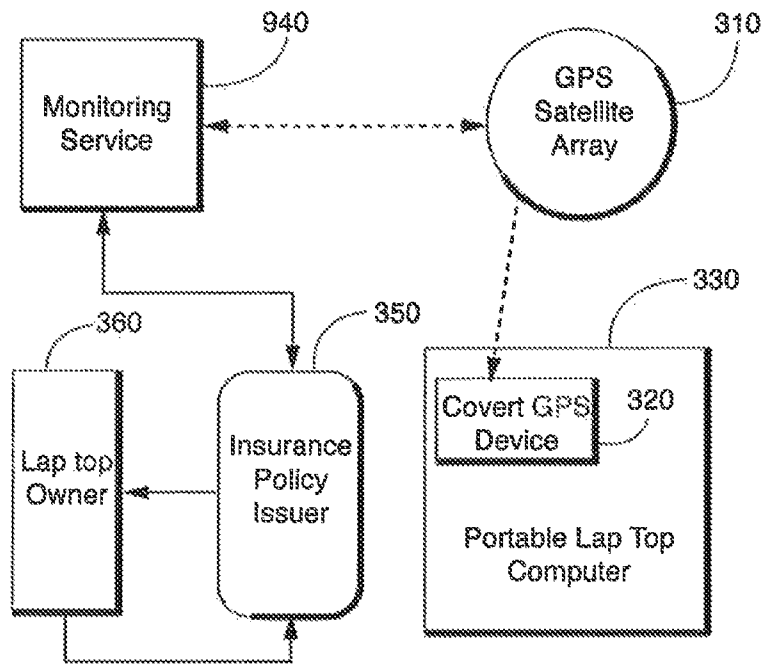 940
310
Monitoring
Service
GPS
Satellite
Array
330
360
350
Covert GPS
Device
320
Lap top
Owner
Insurance
Policy
Issuer
Portable Lap Top
Computer